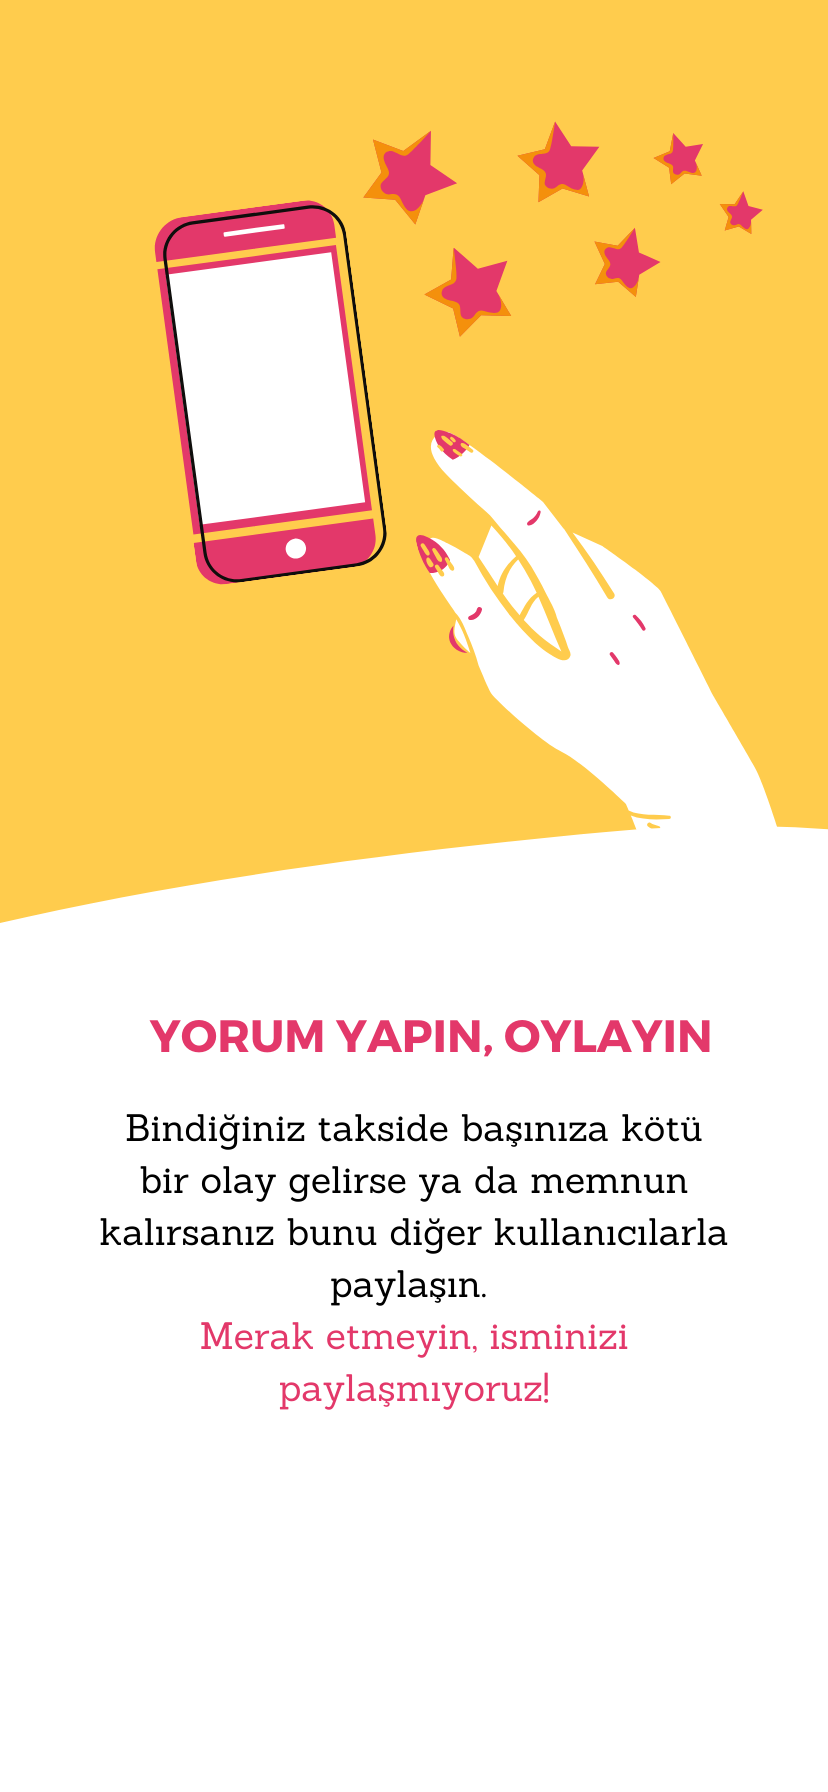 YORUM YAPIN, OYLAYIN
Bindiğiniz takside başınıza kötü
bir olay gelirse ya da memnun
kalırsanız bunu diğer kullanıcılarla
paylaşın.
Merak etmeyin, isminizi
paylaşmıyoruz!